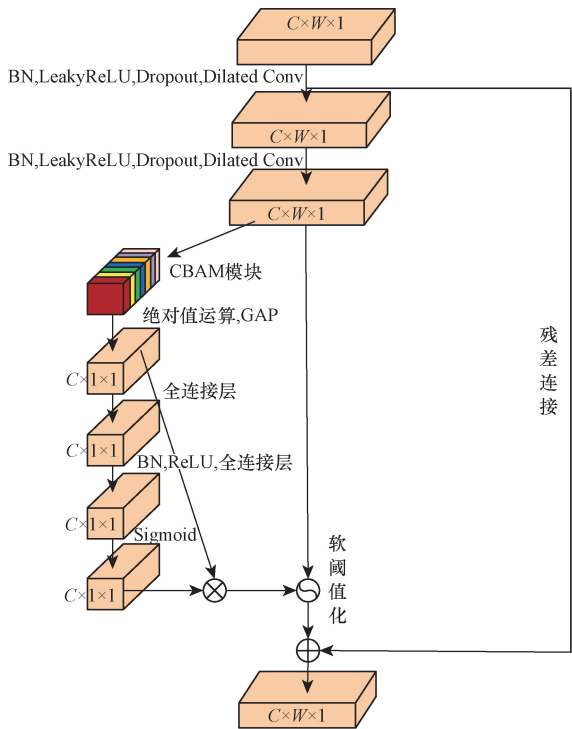 C×W×1
BN,LeakyReLU,Dropout,Dilated Conv
C×W×1
BN,LeakyReLU,Dropout,Dilated Conv
C×W×1
CBAM模块
绝对值运算,GAP
C×1×1
全连接层
C×1×1
BN,ReLU,全连接层
C×1×1
Sigmoid
C×1×1
软阈值化
残差连接
C×W×1